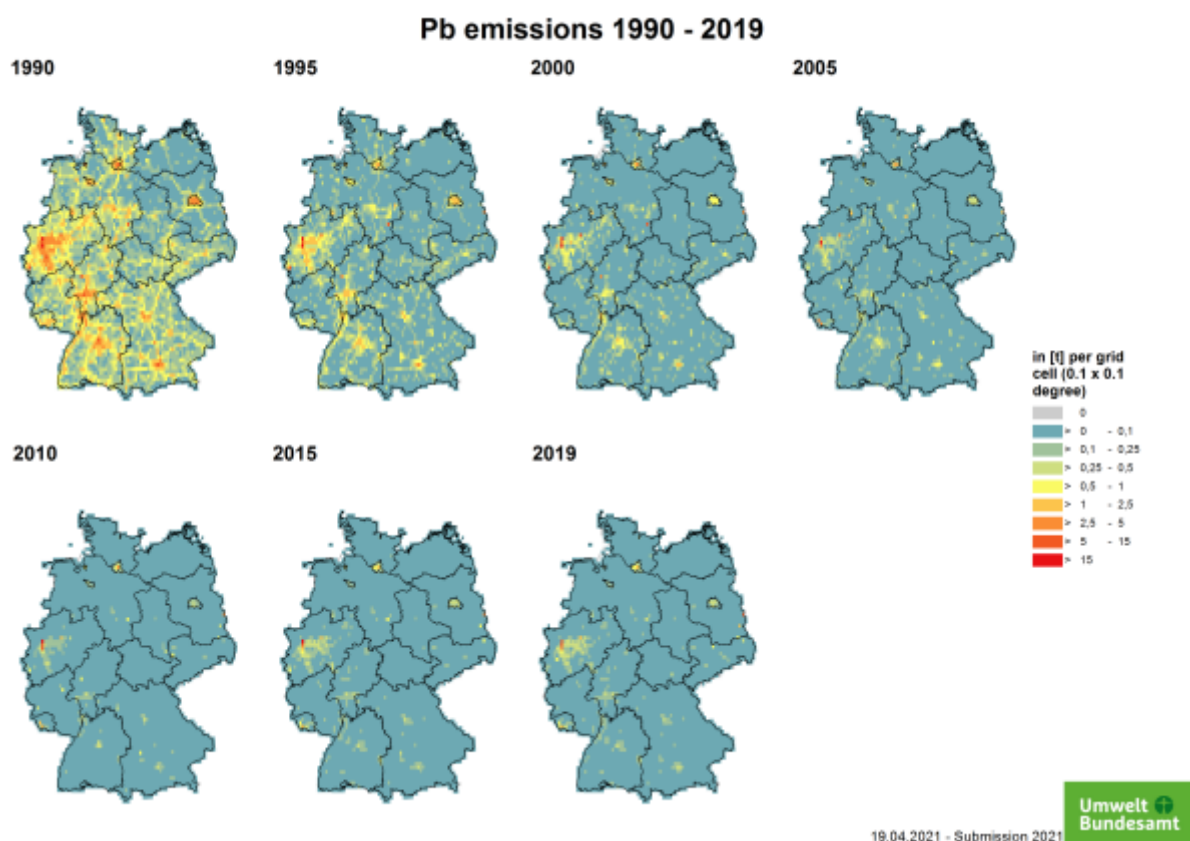 Pb emissions 1990 - 2019
1990
1995
2000
2005
in [t] per grid
cell (0.1 x 0.1
degree)
0
> 0 - 0,1
> 0,1 - 0,25
> 0,25 - 0,5
> 0,5 - 1
> 1 - 2,5
> 2,5 - 5
> 5 - 15
> 15
2010
2015
2019
Umwelt
Bundesamt
19.04.2021 - Submission 2021